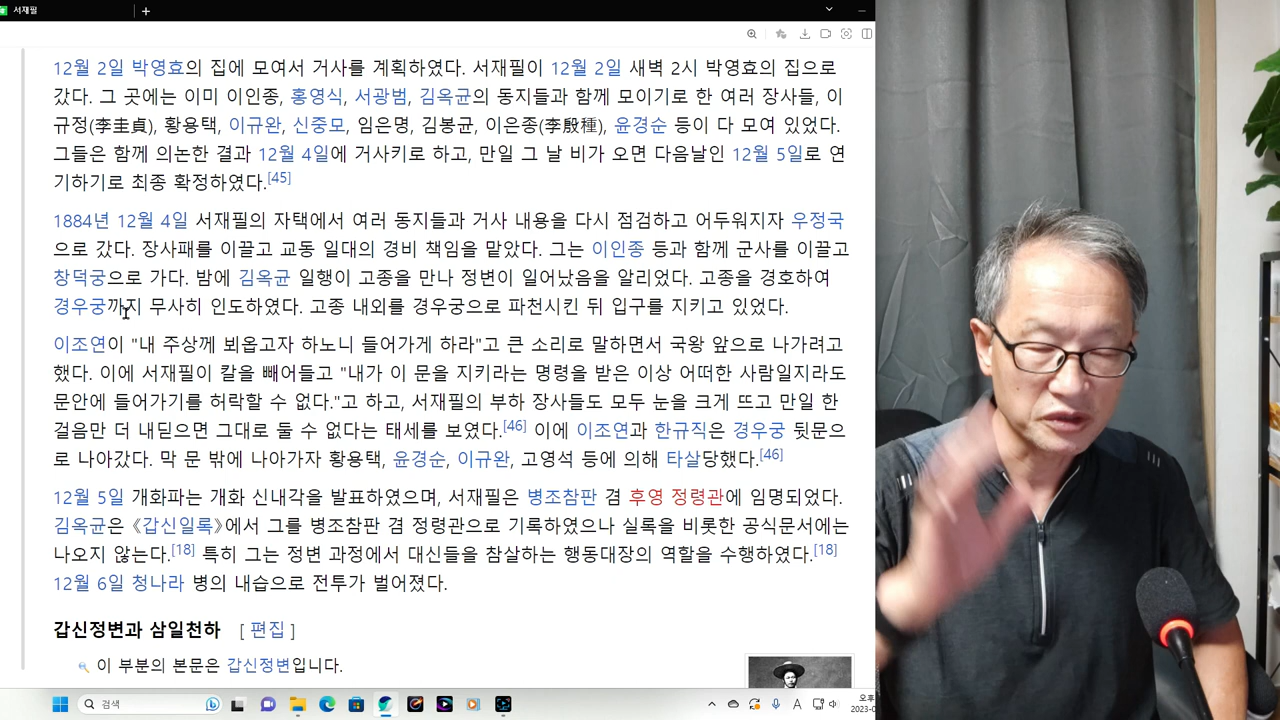 서재필
12월 2일 박영효의 집에 모여서 거사를 계획하였다. 서재필이 12월 2일 새벽 2시 박영효의 집으로
갔다. 그 곳에는 이미 이인종, 홍영식, 서광범, 김옥균의 동지들과 함께 모이기로 한 여러 장사들, 이
규정(李圭貞), 황용택, 이규완, 신중모, 임은명, 김봉균, 이은종(李殷種), 윤경순 등이 다 모여 있었다.
그들은 함께 의논한 결과 12월 4일에 거사키로 하고, 만일 그 날 비가 오면 다음날인 12월 5일로 연
기하기로 최종 확정하였다.[45]
1884년 12월 4일 서재필의 자택에서 여러 동지들과 거사 내용을 다시 점검하고 어두워지자 우정국
으로 갔다. 장사패를 이끌고 교동 일대의 경비 책임을 맡았다. 그는 이인종 등과 함께 군사를 이끌고
창덕궁으로 가다. 밤에 김옥균 일행이 고종을 만나 정변이 일어났음을 알리었다. 고종을 경호하여
경우궁까지 무사히 인도하였다. 고종 내외를 경우궁으로 파천시킨 뒤 입구를 지키고 있었다.
이조연이 "내 주상께 뵈옵고자 하노니 들어가게 하라"고 큰 소리로 말하면서 국왕 앞으로 나가려고
했다. 이에 서재필이 칼을 빼어들고 "내가 이 문을 지키라는 명령을 받은 이상 어떠한 사람일지라도
문안에 들어가기를 허락할 수 없다."고 하고, 서재필의 부하 장사들도 모두 눈을 크게 뜨고 만일 한
걸음만 더 내딛으면 그대로 둘 수 없다는 태세를 보였다.[46] 이에 이조연과 한규직은 경우궁 뒷문으
로 나아갔다. 막 문 밖에 나아가자 황용택, 윤경순, 이규완, 고영석 등에 의해 타살당했다.[46]
12월 5일 개화파는 개화 신내각을 발표하였으며, 서재필은 병조참판 겸 후영 정령관에 임명되었다.
김옥균은 《갑신일록》에서 그를 병조참판 겸 정령관으로 기록하였으나 실록을 비롯한 공식문서에는
나오지 않는다.[18] 특히 그는 정변 과정에서 대신들을 참살하는 행동대장의 역할을 수행하였다.[18]
12월 6일 청나라 병의 내습으로 전투가 벌어졌다.
갑신정변과 삼일천하 [ 편집 ]
이 부분의 본문은 갑신정변입니다.
검색
A
오후
2023-0